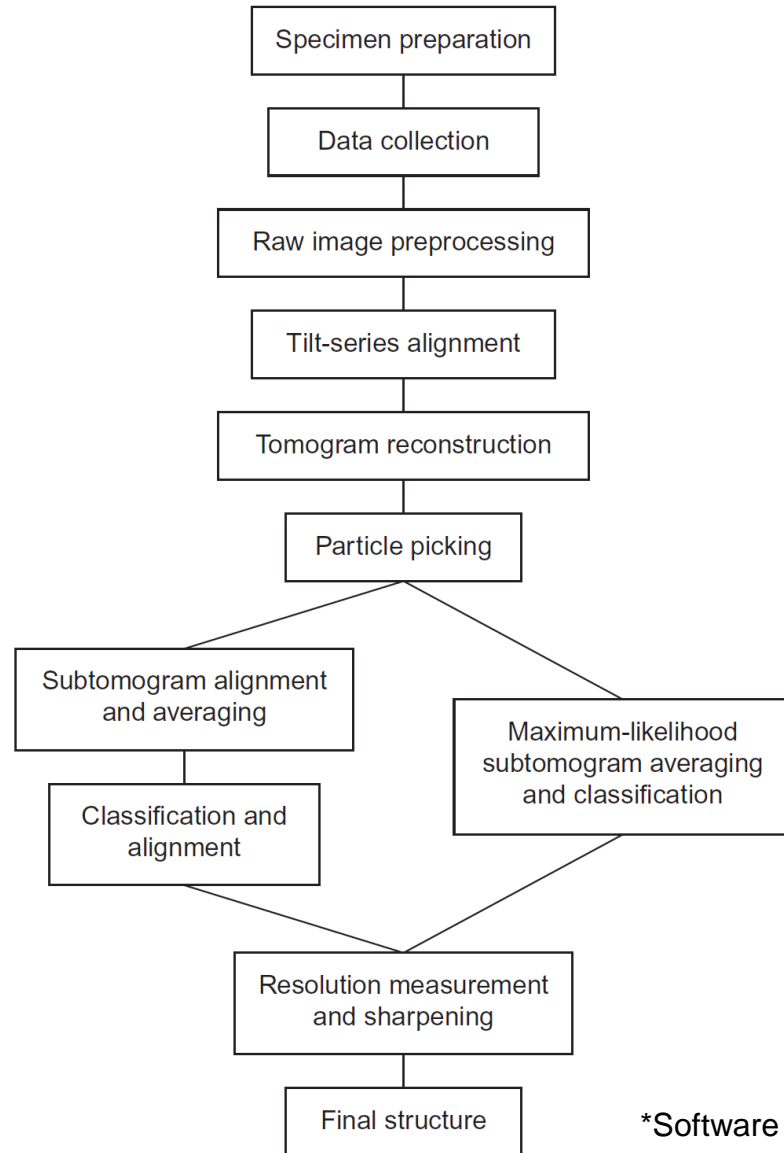 Specimen preparation
Data collection
Raw image preprocessing
Tilt-series alignment
Tomogram reconstruction
Particle picking
Subtomogram alignment
and averaging
Classification and
alignment
Maximum-likelihood
subtomogram averaging
and classification
Resolution measurement
and sharpening
Final structure
*Software